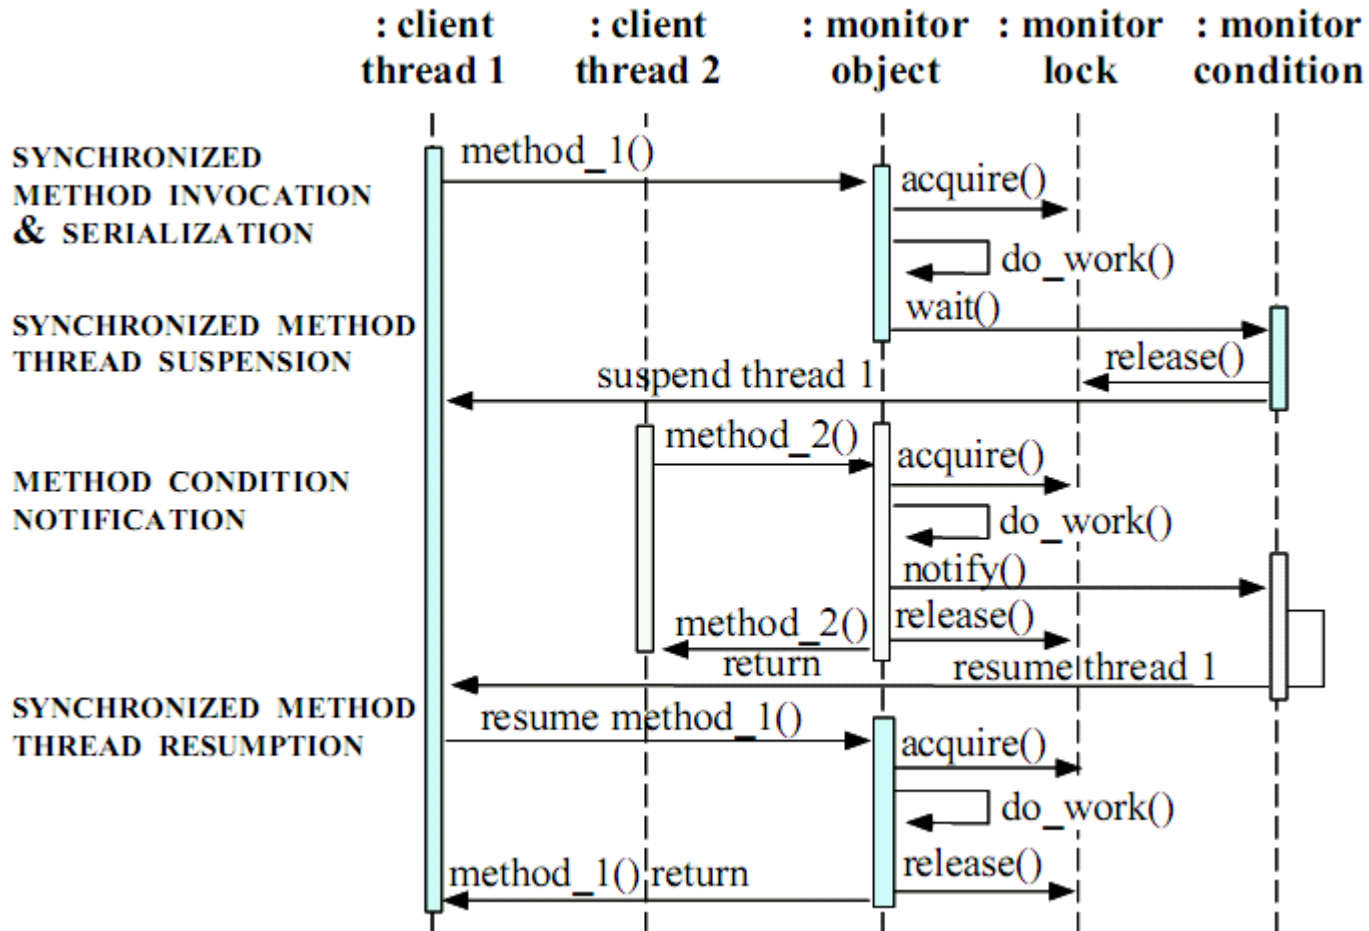 : client
thread 1
: client
thread 2
: monitor
object
: monitor
lock
: monitor
condition
SYNCHRONIZED
METHOD INVOCATION
& SERIALIZATION
method_1()
acquire()
do_work()
SYNCHRONIZED METHOD
THREAD SUSPENSION
wait()
release()
suspend thread 1
METHOD CONDITION
NOTIFICATION
method_2()
acquire()
do_work()
notify()
release()
method_2()
return
resume thread 1
SYNCHRONIZED METHOD
THREAD RESUMPTION
resume method_1()
acquire()
do_work()
release()
method_1() return